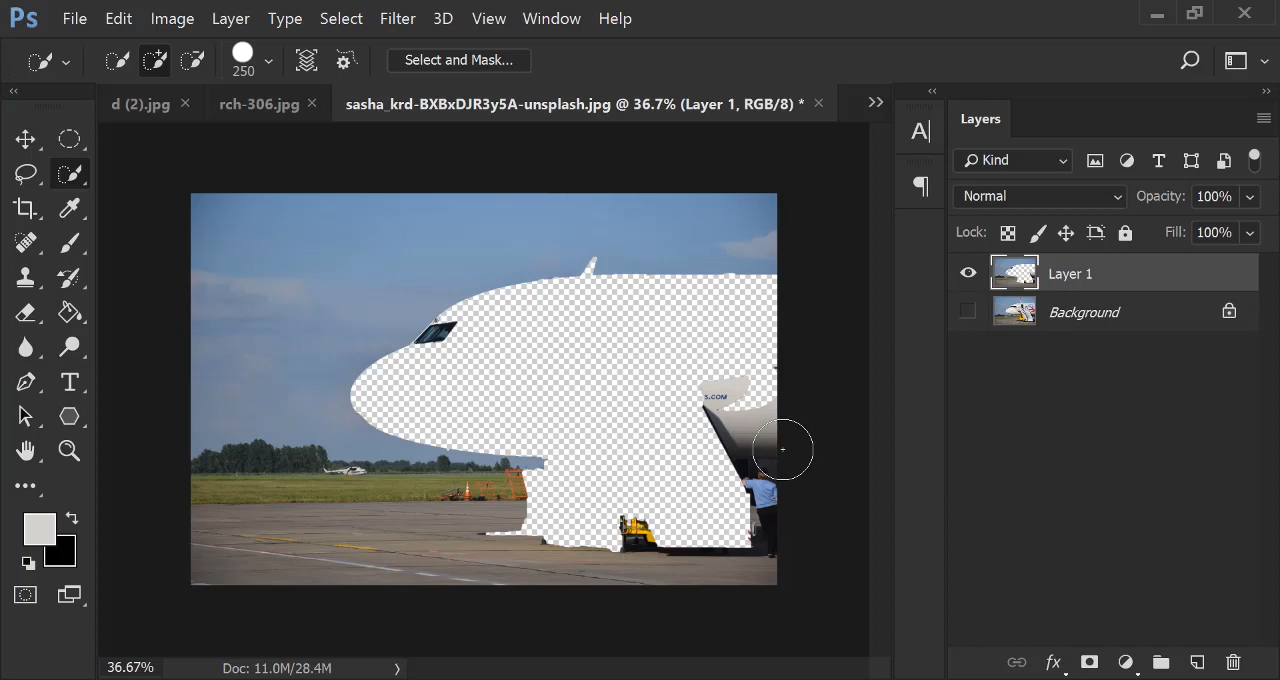 Ps File Edit Image Layer Type Select Filter 3D View Window Help
250 Select and Mask...
d (2).jpg × rch-306.jpg × sasha_krd-BXBxDJR3y5A-unsplash.jpg @ 36.7% (Layer 1, RGB/8) * ×
Layers
Kind
Normal Opacity: 100%
Lock: Fill: 100%
Layer 1
Background
S.COM
36.67% Doc: 11.0M/28.4M